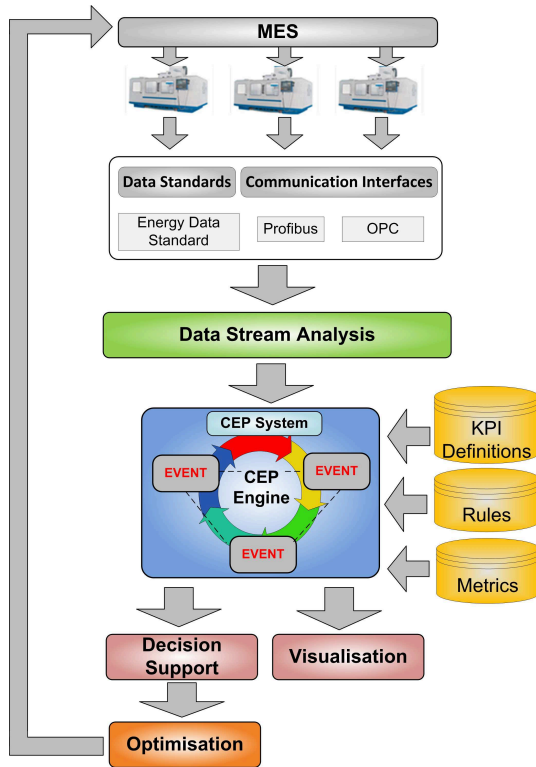 MES
Data Standards
Communication Interfaces
Energy Data
Standard
Profibus
OPC
Data Stream Analysis
CEP System
EVENT
EVENT
CEP
Engine
EVENT
KPI
Definitions
Rules
Metrics
Decision
Support
Visualisation
Optimisation